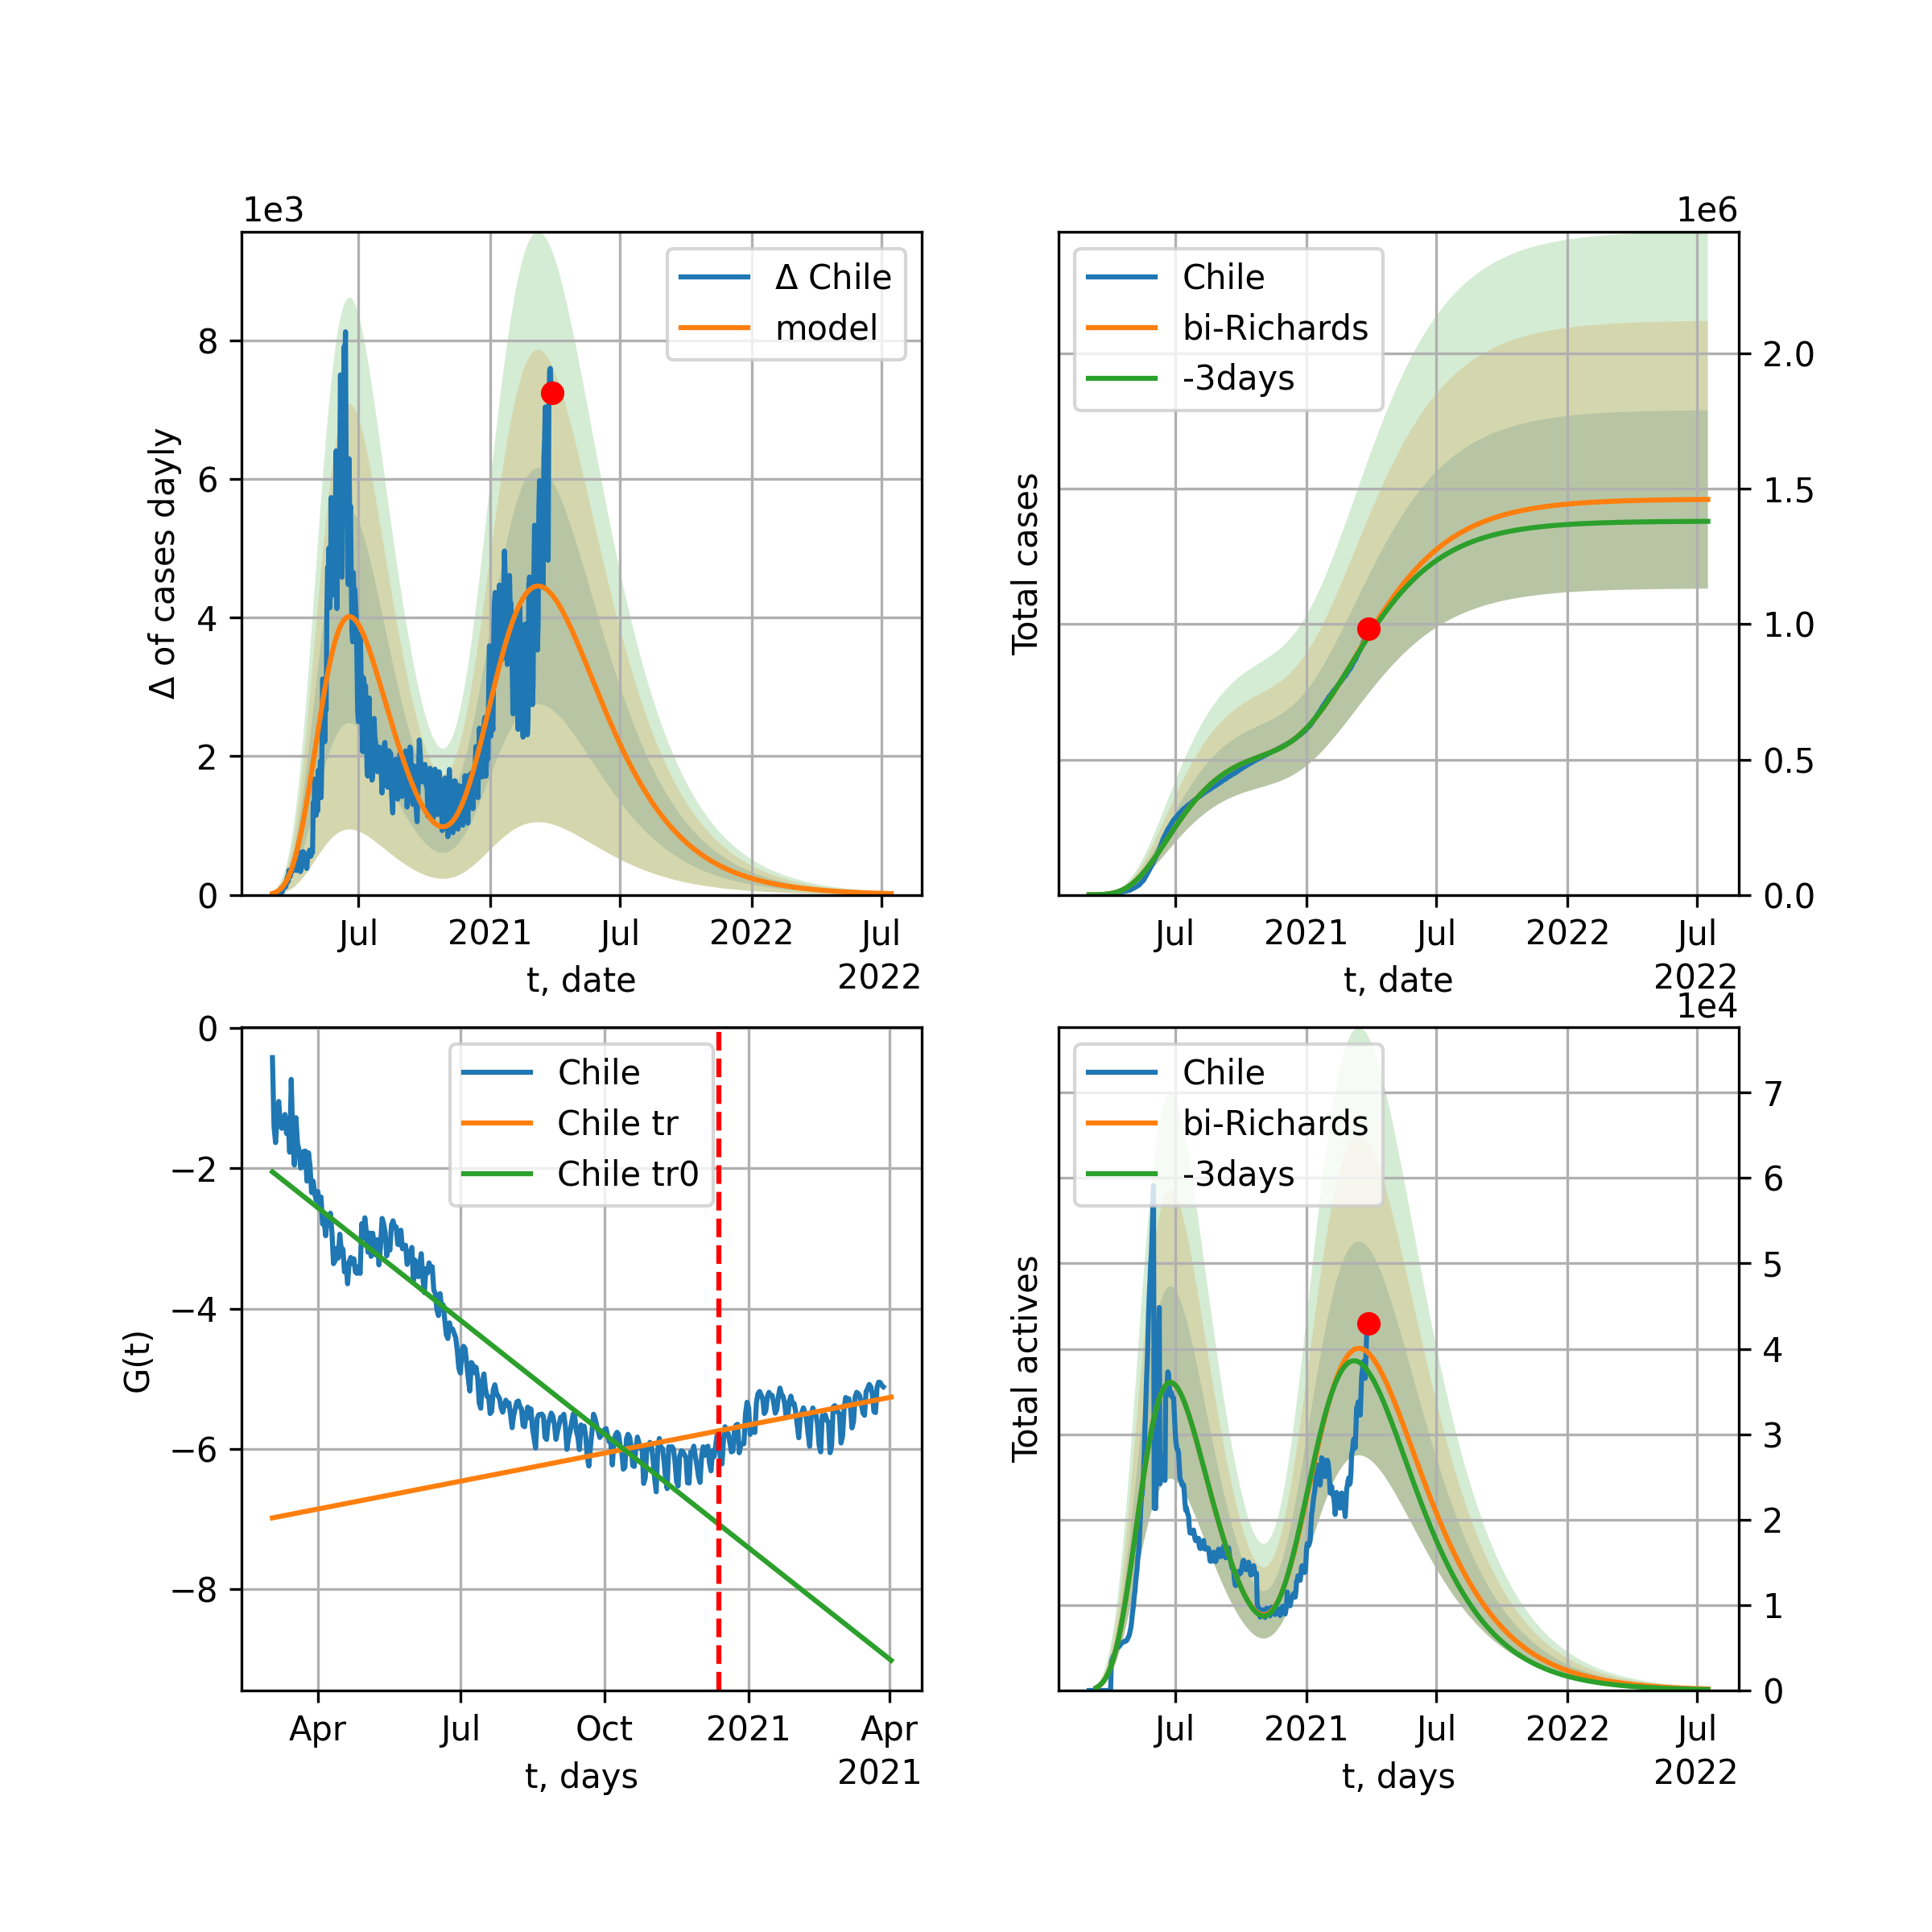 1e3
Δ Chile
model
Δ of cases dayly
8
6
4
2
0
Jul
2021
Jul
2022
Jul
2022
t, date
1e6
Chile
bi-Richards
-3days
Total cases
2.0
1.5
1.0
0.5
0.0
Jul
2021
Jul
2022
Jul
2022
t, date
Chile
Chile tr
Chile tr0
G(t)
0
−2
−4
−6
−8
Apr
Jul
Oct
2021
Apr
2021
t, days
1e4
Chile
bi-Richards
-3days
Total actives
7
6
5
4
3
2
1
0
Jul
2021
Jul
2022
Jul
2022
t, days